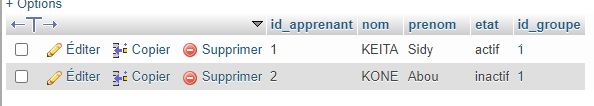 + Options
←T→ id_apprenant nom prenom etat id_groupe
Éditer Copier Supprimer 1 KEITA Sidy actif 1
Éditer Copier Supprimer 2 KONE Abou inactif 1